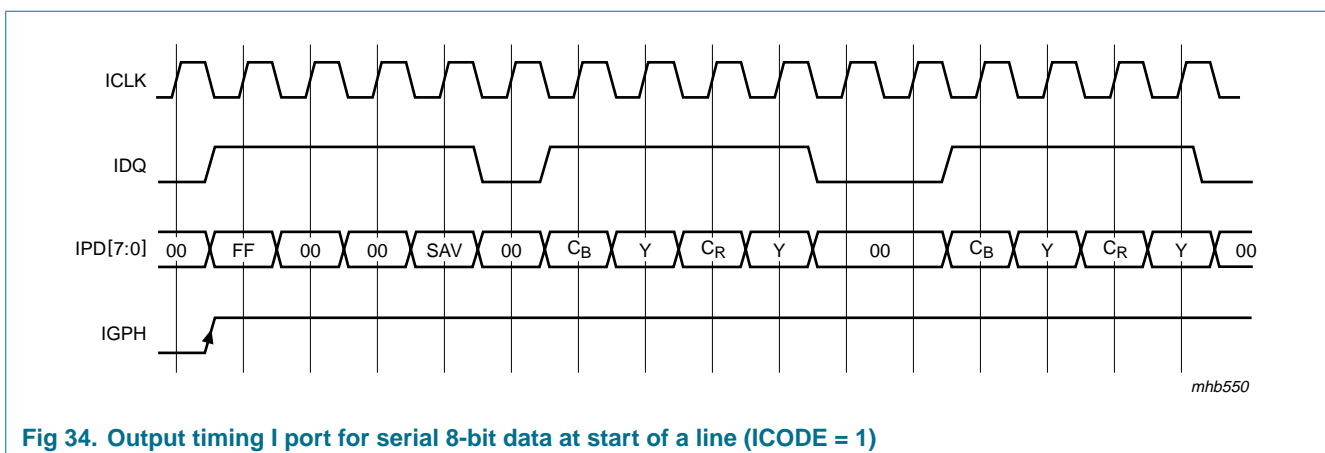 ICLK
IDQ
IPD[7:0] 00 FF 00 00 SAV 00 CB Y CR Y 00 CB Y CR Y 00
IGPH
mhb550
Fig 34. Output timing I port for serial 8-bit data at start of a line (ICODE = 1)